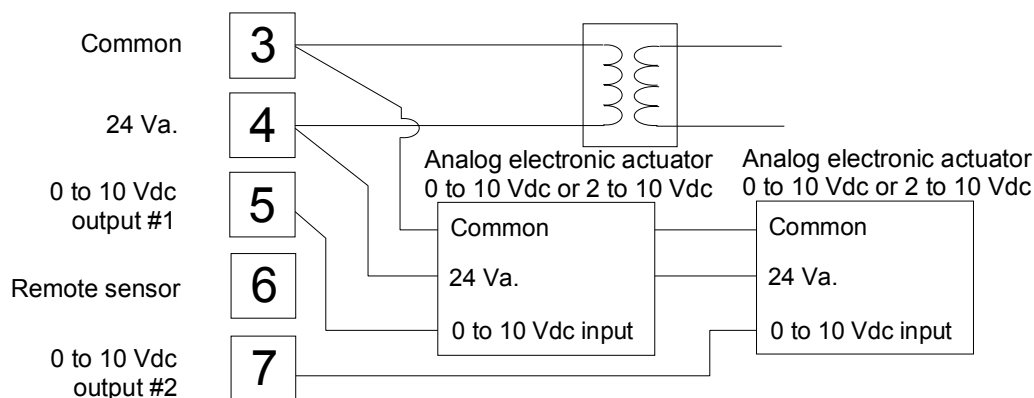 Common
3
24 Va.
4
Analog electronic actuator
0 to 10 Vdc or 2 to 10 Vdc
Analog electronic actuator
0 to 10 Vdc or 2 to 10 Vdc
0 to 10 Vdc
output #1
5
Common
Common
Remote sensor
6
24 Va.
24 Va.
0 to 10 Vdc input
0 to 10 Vdc input
0 to 10 Vdc
output #2
7